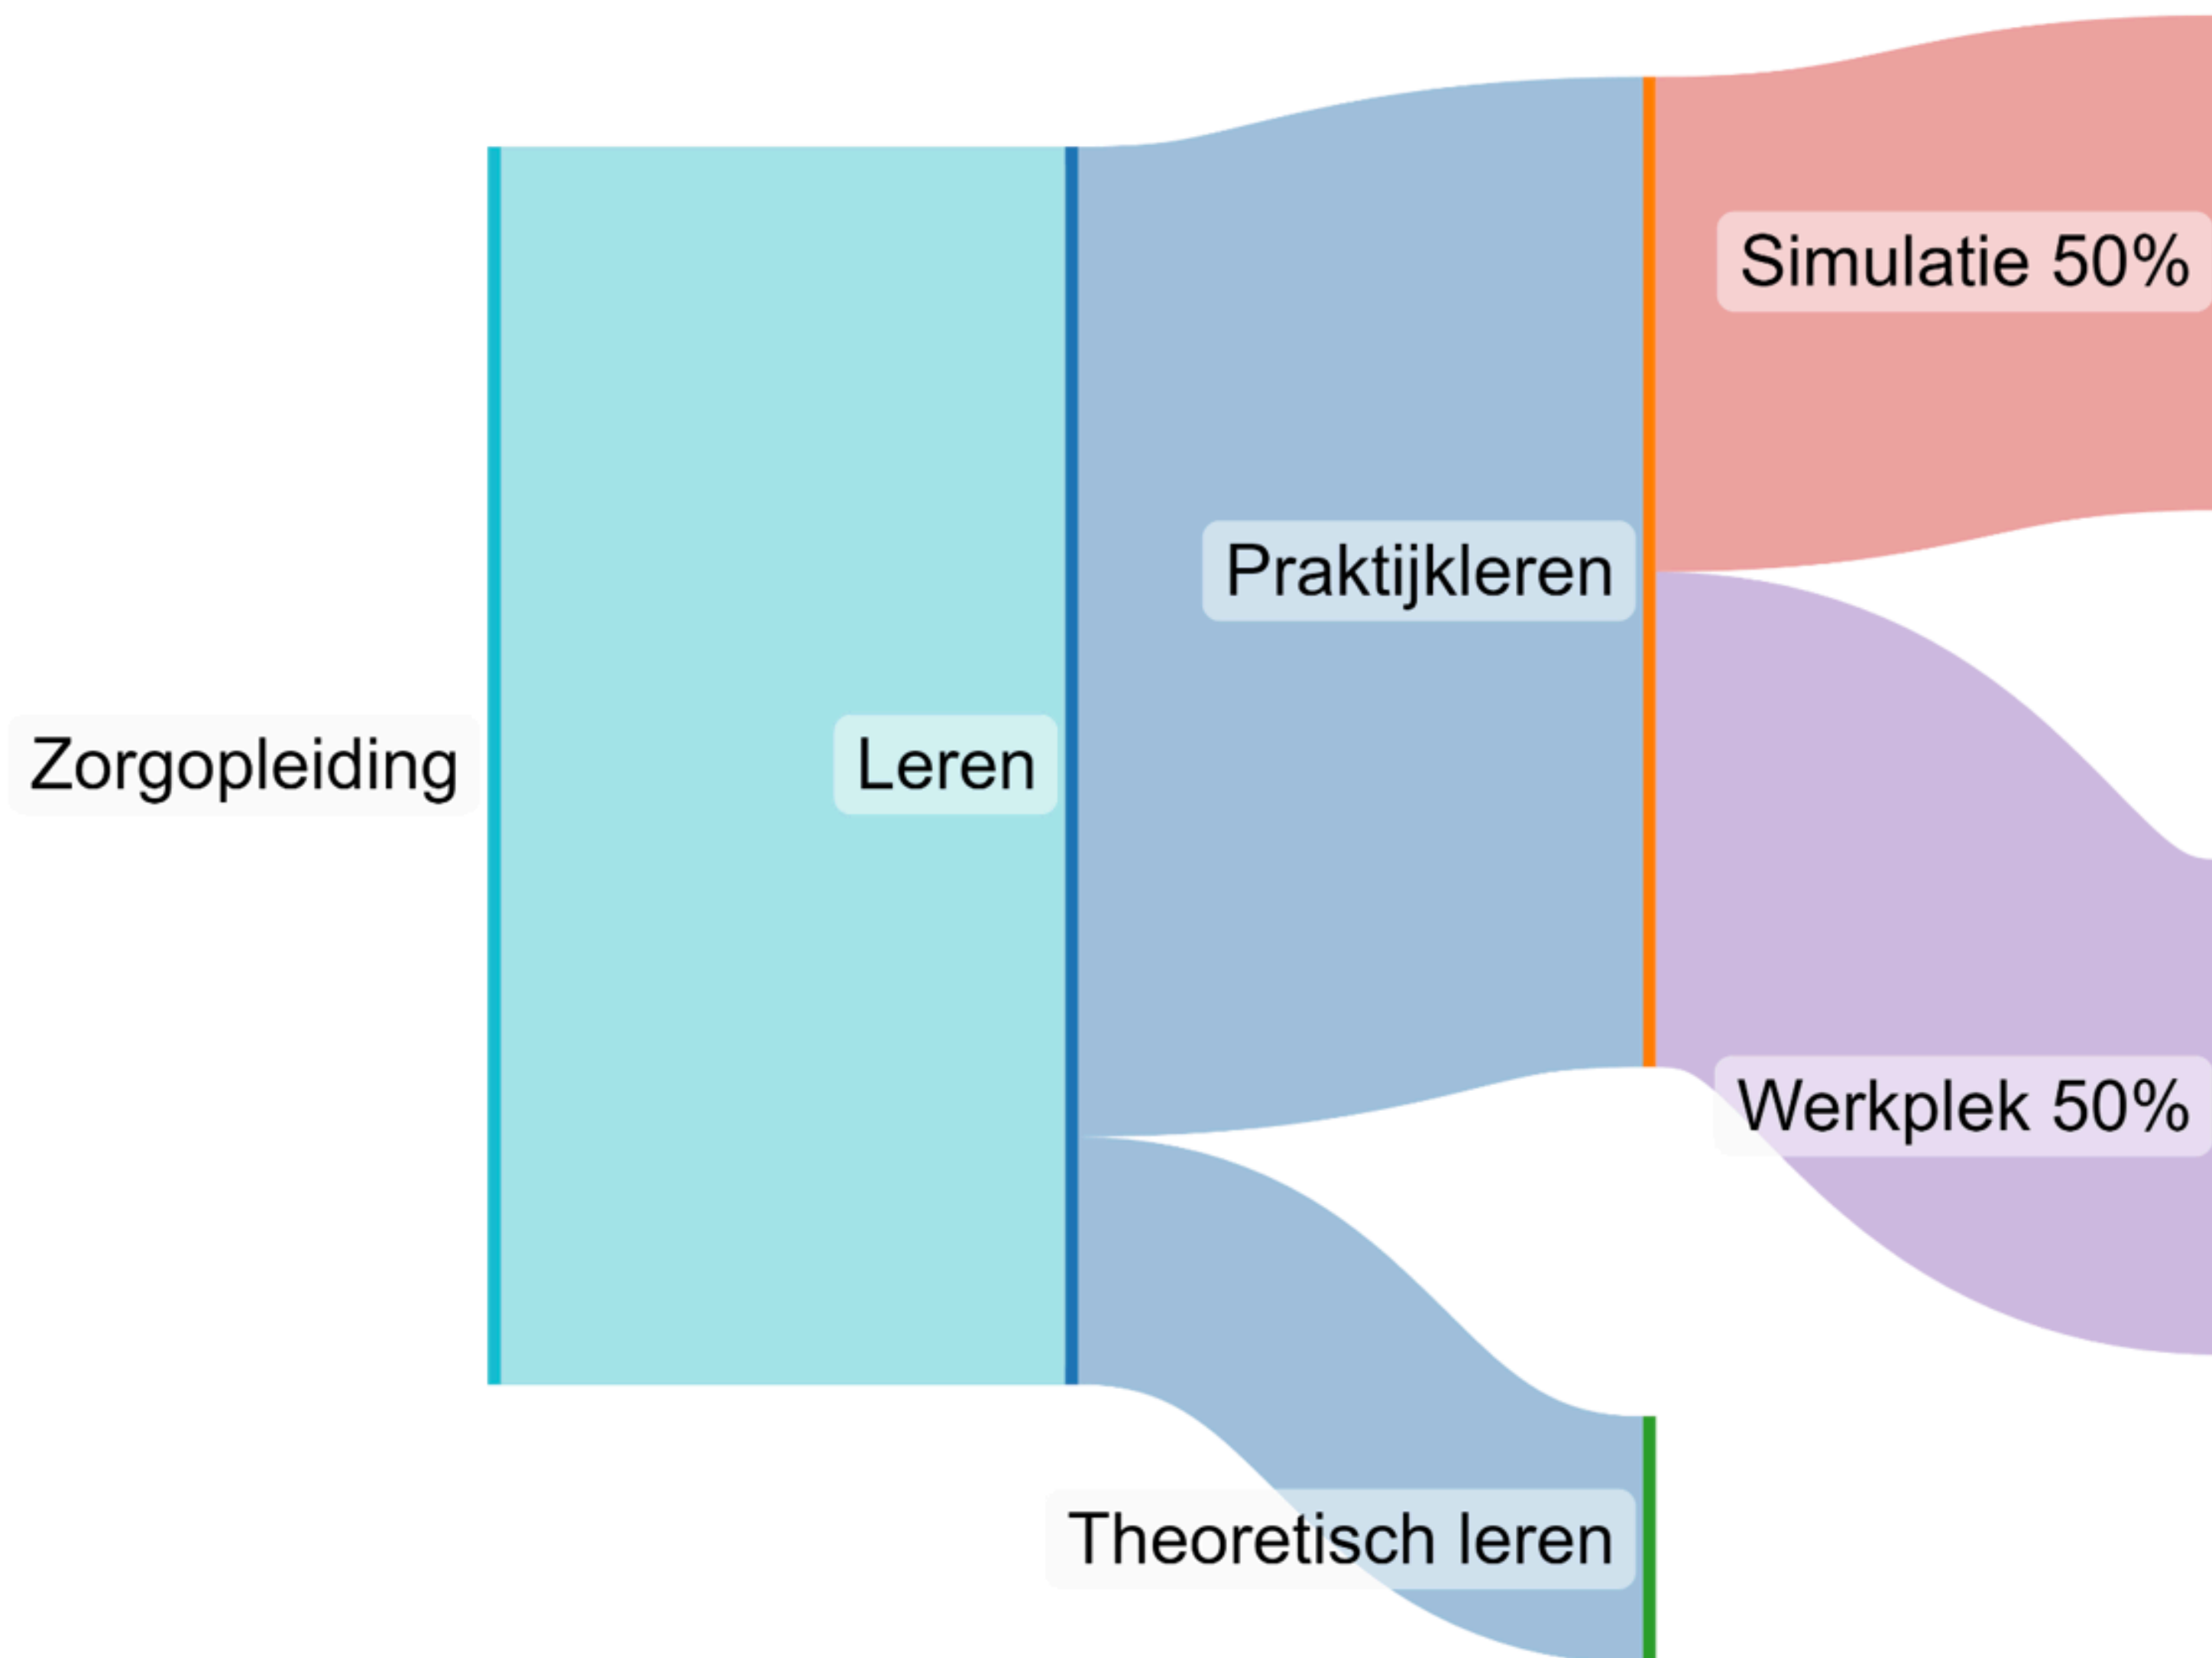 Zorgopleiding
Leren
Praktijkleren
Theoretisch leren
Simulatie 50%
Werkplek 50%